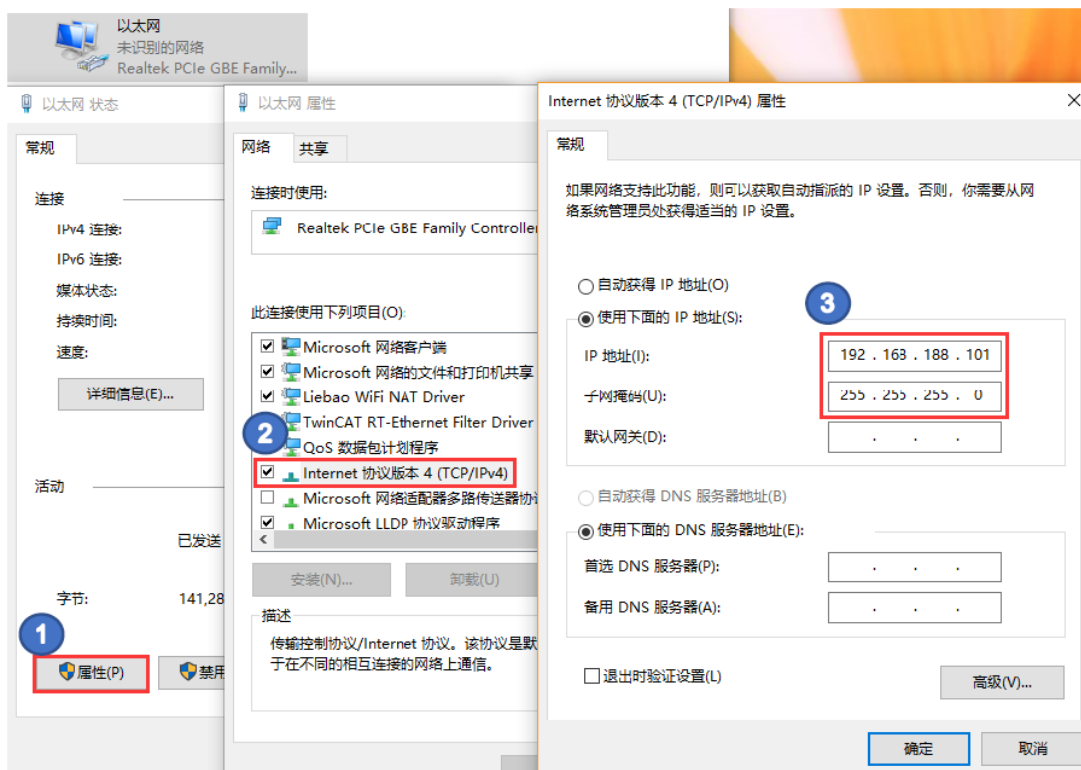 以太网
未识别的网络
Realtek PCIe GBE Family...
以太网 状态
常规
连接
IPv4 连接:
IPv6 连接:
媒体状态:
持续时间:
速度:
详细信息(E)...
活动
已发送
字节:
141,28
1
属性(P)
禁用
以太网 属性
网络
共享
连接时使用:
Realtek PCIe GBE Family Controller
此连接使用下列项目(O):
Microsoft 网络客户端
Microsoft 网络的文件和打印机共享
Liebao WiFi NAT Driver
TwinCAT RT-Ethernet Filter Driver
2
QoS 数据包计划程序
Internet 协议版本 4 (TCP/IPv4)
Microsoft 网络适配器多路传送器协议
Microsoft LLDP 协议驱动程序
安装(N)...
卸载(U)
描述
传输控制协议/Internet 协议。该协议是默
于在不同的相互连接的网络上通信。
Internet 协议版本 4 (TCP/IPv4) 属性
常规
如果网络支持此功能，则可以获取自动指派的 IP 设置。否则，你需要从网
络系统管理员处获得适当的 IP 设置。
自动获得 IP 地址(O)
3
使用下面的 IP 地址(S):
IP 地址(I):
192 . 168 . 188 . 101
子网掩码(U):
255 . 255 . 255 . 0
默认网关(D):
. . .
自动获得 DNS 服务器地址(B)
使用下面的 DNS 服务器地址(E):
首选 DNS 服务器(P):
. . .
备用 DNS 服务器(A):
. . .
退出时验证设置(L)
高级(V)...
确定
取消